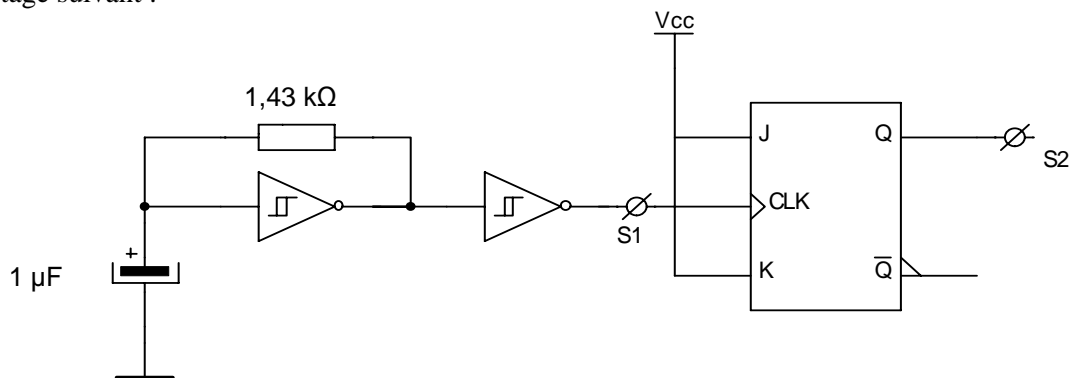 tage suivant :
Vcc
1,43 kΩ
J
Q
S2
CLK
S1
+
1 µF
K
Q̅